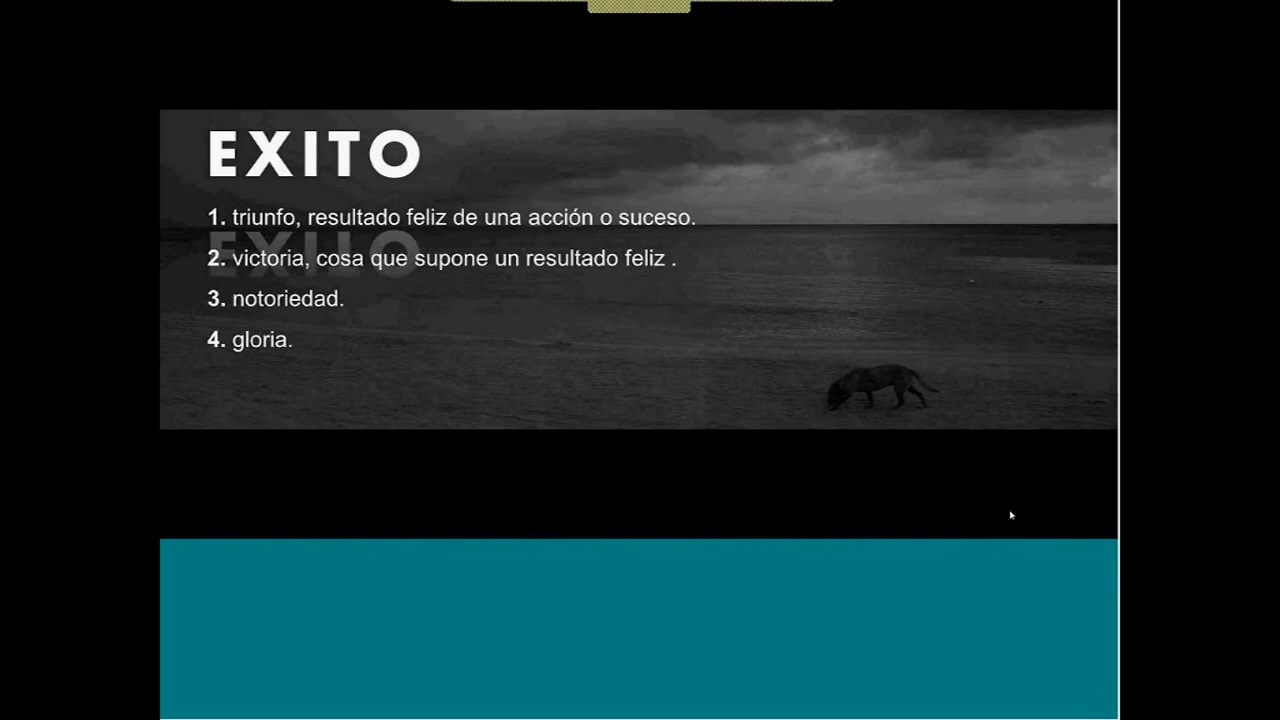 EXITO
1. triunfo, resultado feliz de una acción o suceso.
2. victoria, cosa que supone un resultado feliz .
3. notoriedad.
4. gloria.